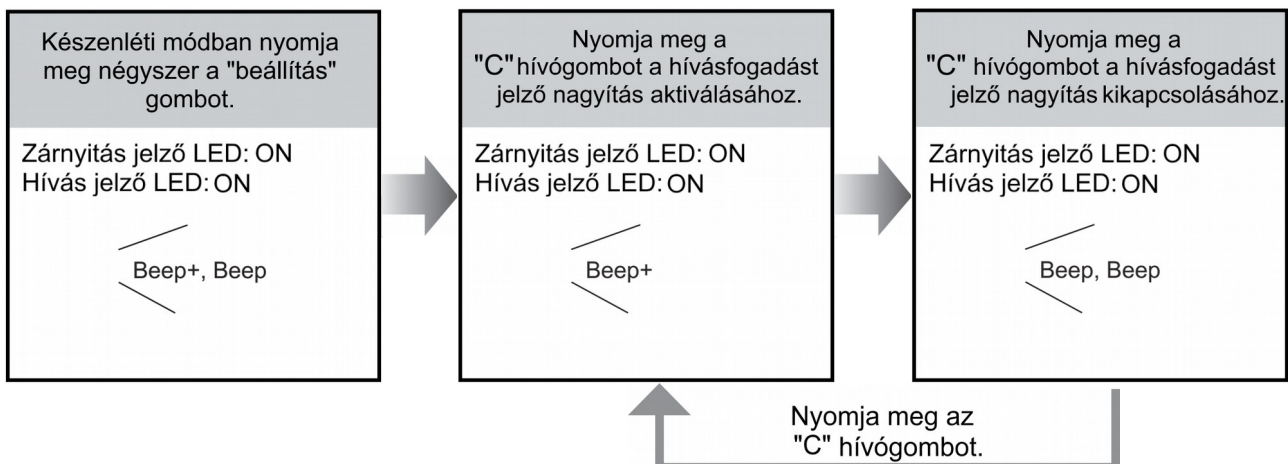 Készenléti módban nyomja
meg négyszer a "beállítás"
gombot.
Zárnyitás jelző LED: ON
Hívás jelző LED: ON
Beep+, Beep
Nyomja meg a
"C" hívógombot a hívásfogadást
jelző nagyítás aktiválásához.
Zárnyitás jelző LED: ON
Hívás jelző LED: ON
Beep+
Nyomja meg a
"C" hívógombot a hívásfogadást
jelző nagyítás kikapcsolásához.
Zárnyitás jelző LED: ON
Hívás jelző LED: ON
Beep, Beep
Nyomja meg az
"C" hívógombot.